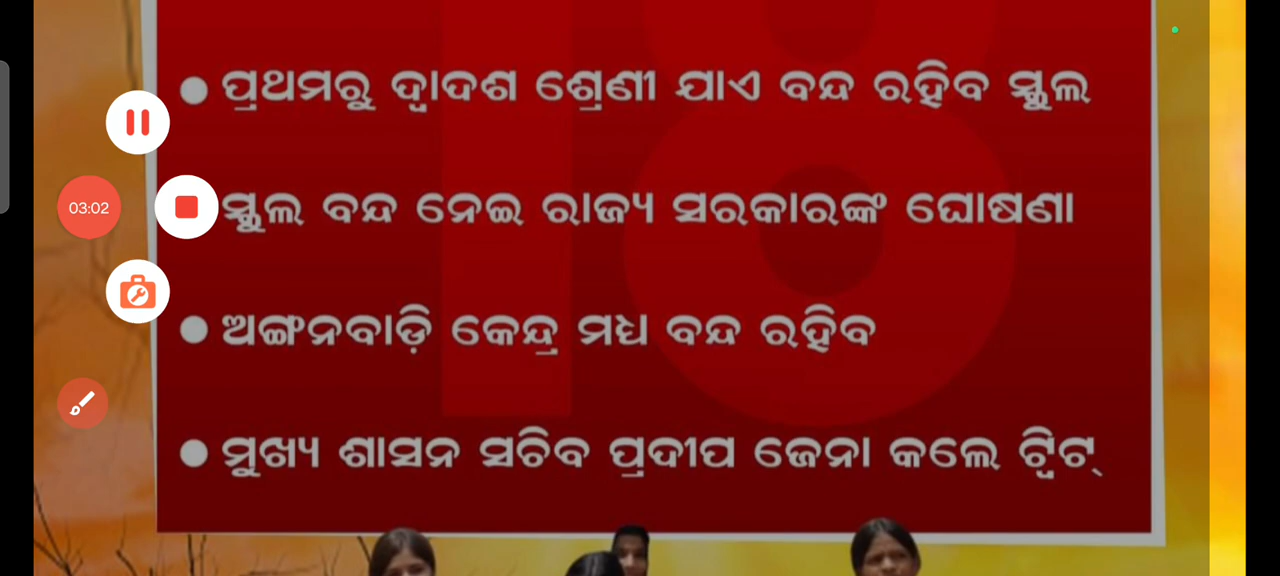 ପ୍ରଥମରୁ ଦ୍ୱାଦଶ ଶ୍ରେଣୀ ଯାଏ ବନ୍ଦ ରହିବ ସ୍କୁଲ
03:02
ସ୍କୁଲ ବନ୍ଦ ନେଇ ରାଜ୍ୟ ସରକାରଙ୍କ ଘୋଷଣା
ଅଙ୍ଗନବାଡ଼ି କେନ୍ଦ୍ର ମଧ୍ୟ ବନ୍ଦ ରହିବ
ମୁଖ୍ୟ ଶାସନ ସଚିବ ପ୍ରଦୀପ ଜେନା କଲେ ଟ୍ୱିଟ୍